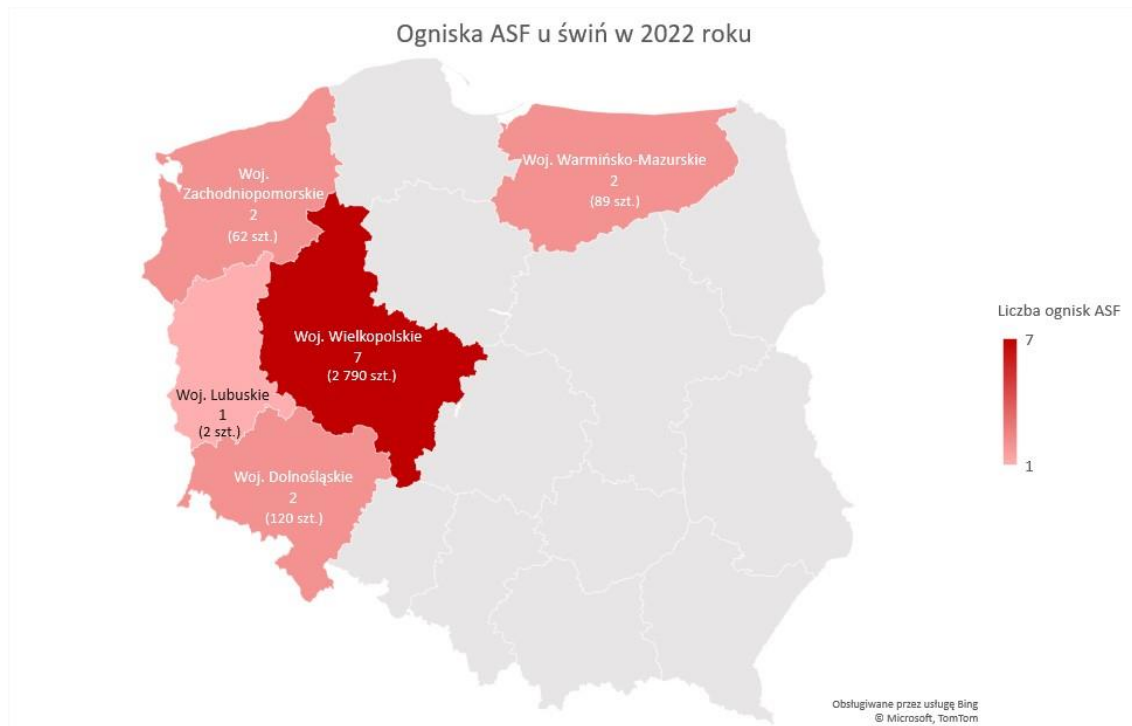 Ogniska ASF u świń w 2022 roku
Woj. Warmińsko-Mazurskie
2
(89 szt.)
Woj.
Zachodniopomorskie
2
(62 szt.)
Woj. Wielkopolskie
7
(2 790 szt.)
Woj. Lubuskie
1
(2 szt.)
Woj. Dolnośląskie
2
(120 szt.)
Liczba ognisk ASF
7
1
Obsługiwane przez usługę Bing
© Microsoft, TomTom